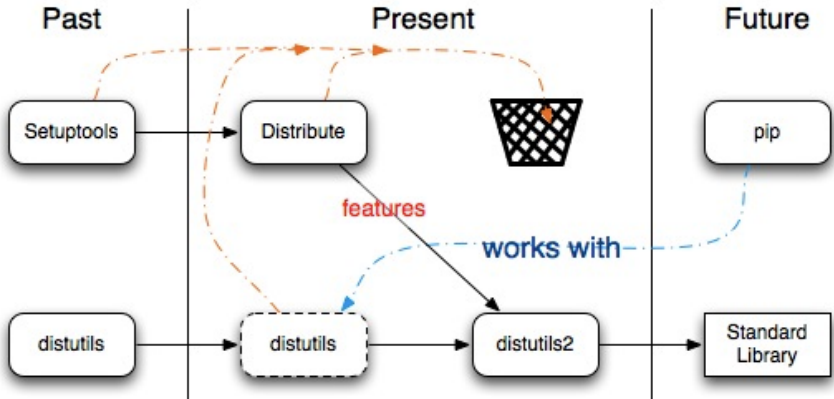 Past
Present
Future
Setuptools
Distribute
pip
features
works with
distutils
distutils
distutils2
Standard
Library